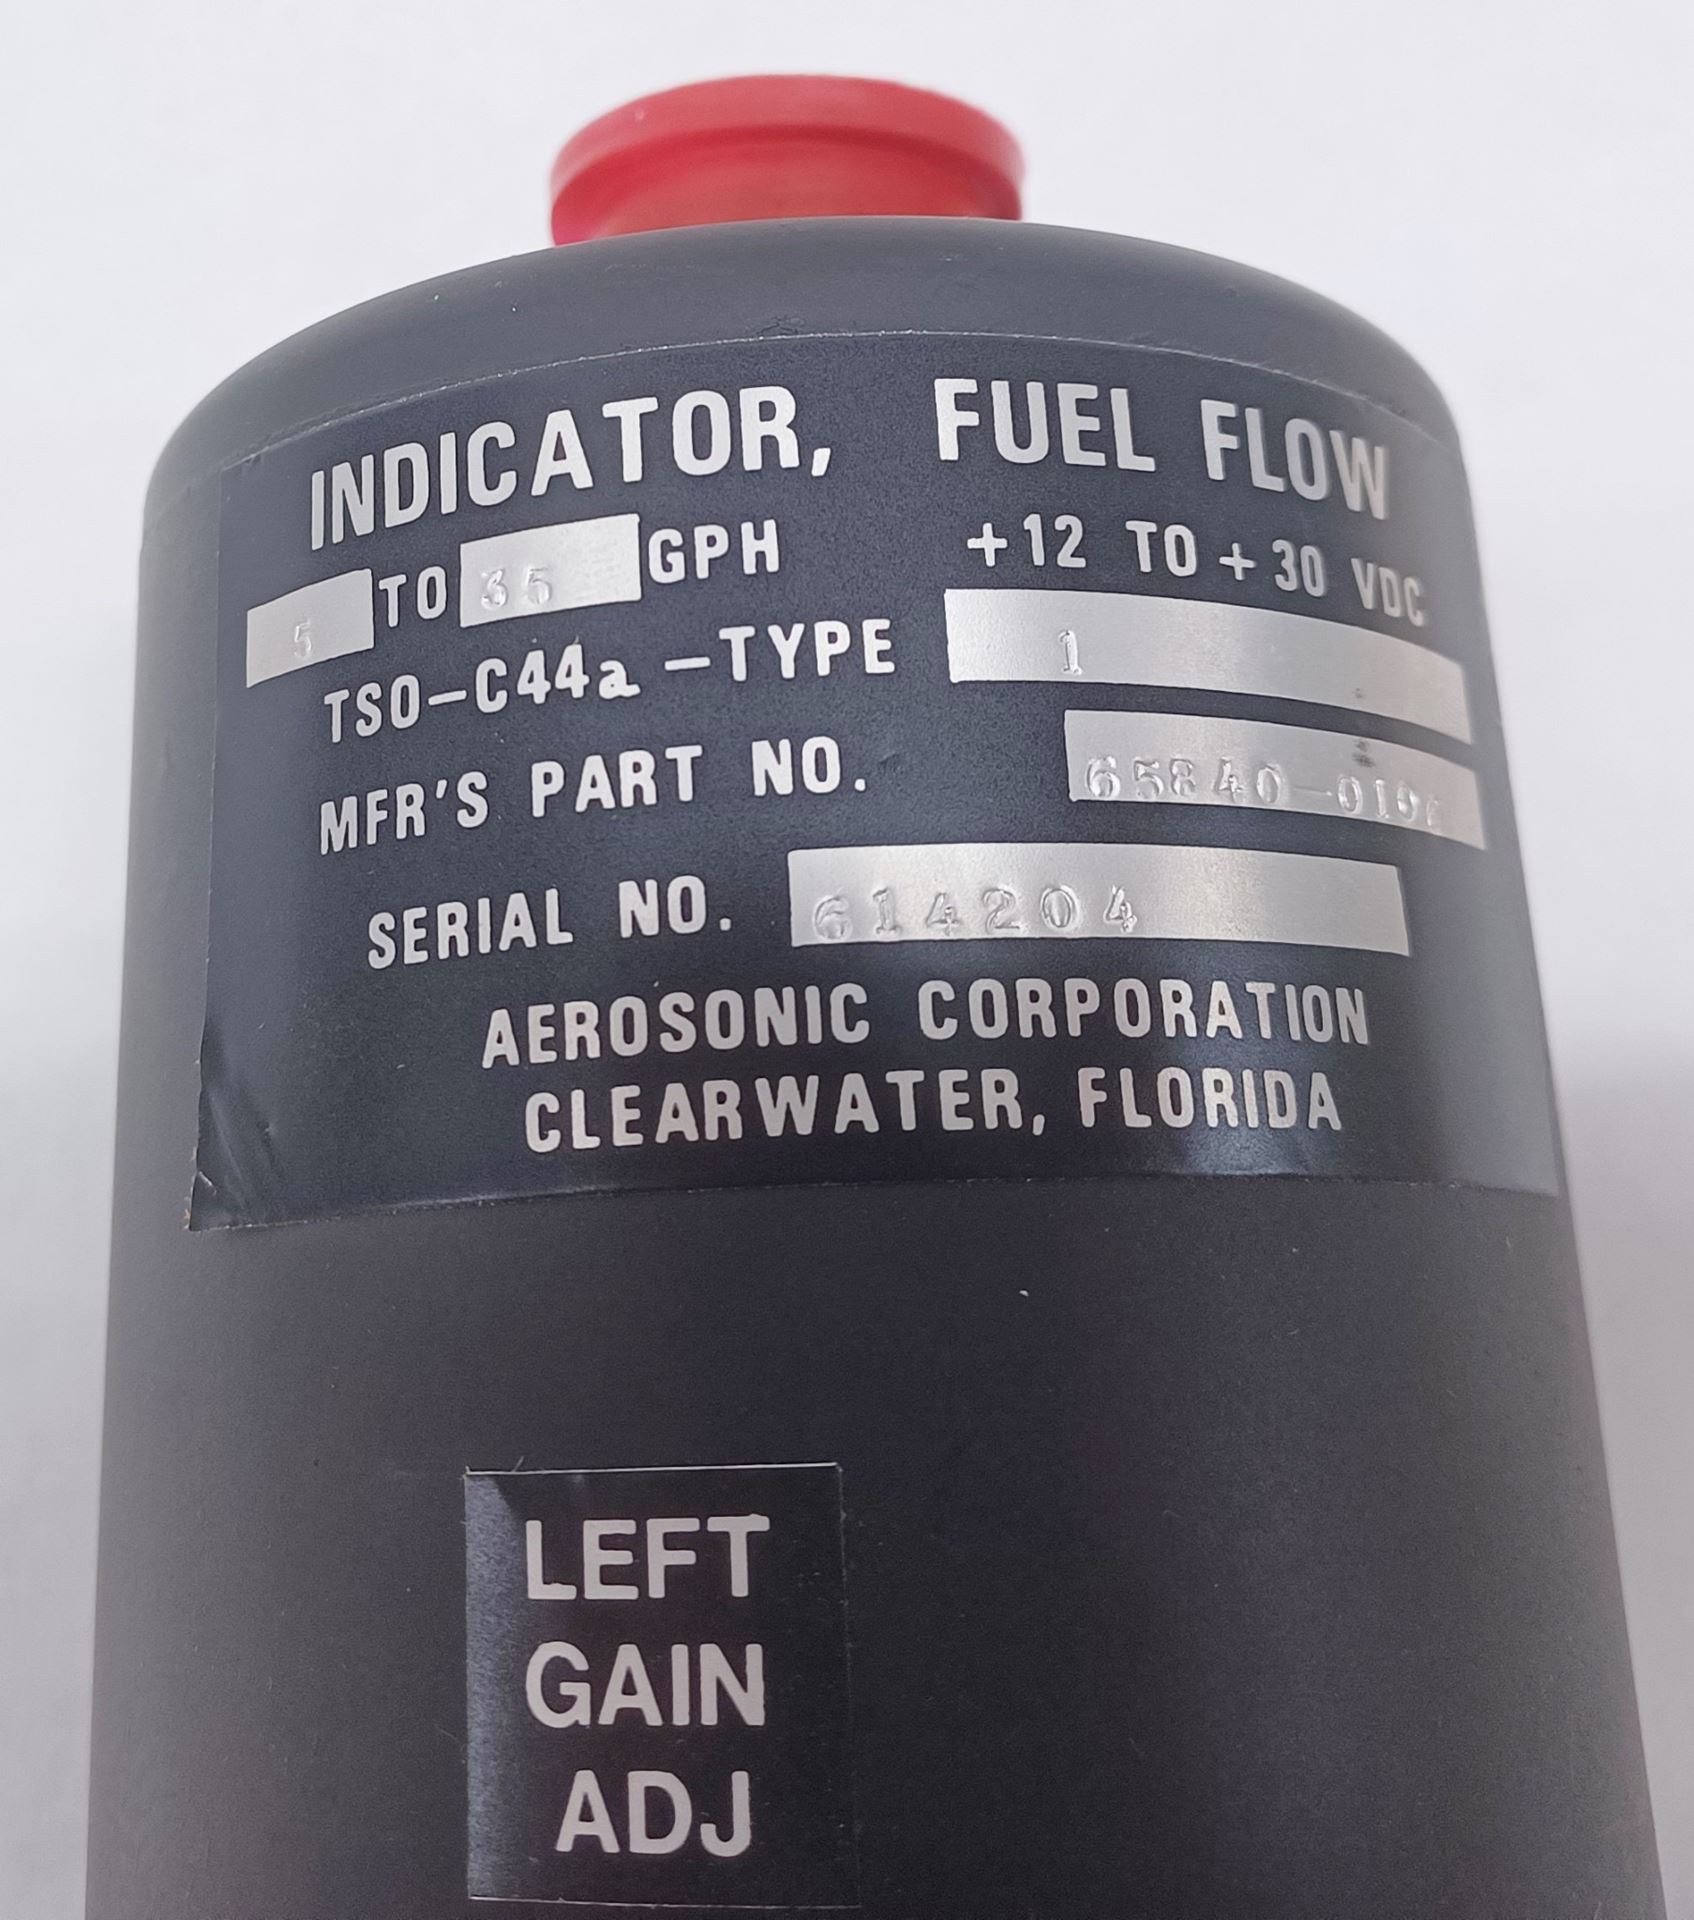 INDICATOR, FUEL FLOW
5 TO 35 GPH +12 TO +30 VDC
TSO-C44a -TYPE 1
MFR'S PART NO.
SERIAL NO. 614204
AEROSONIC CORPORATION
CLEARWATER, FLORIDA
LEFT
GAIN
ADJ